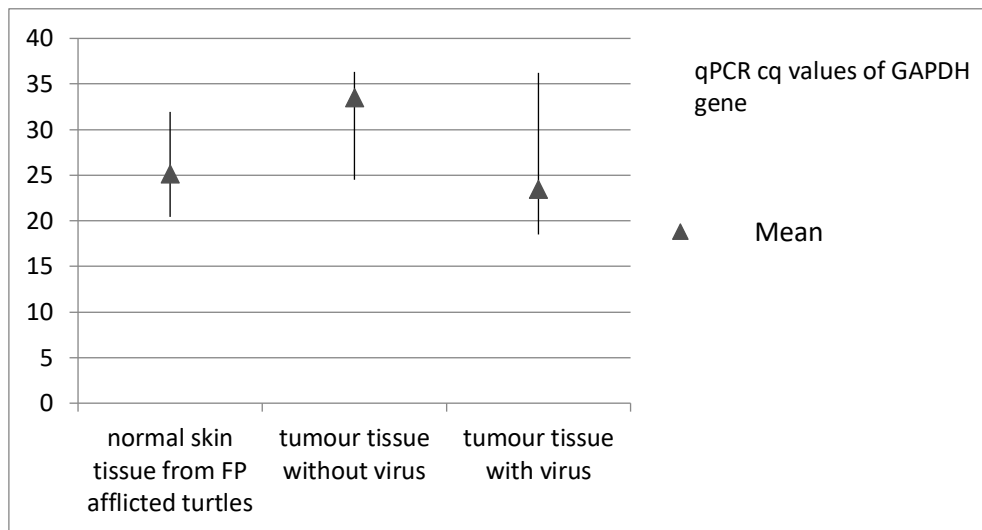 40
35
30
25
20
15
10
5
0
normal skin
tissue from FP
afflicted turtles
tumour tissue
without virus
tumour tissue
with virus
qPCR cq values of GAPDH
gene
Mean